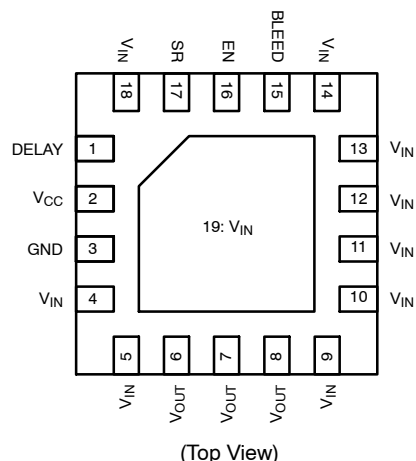 VIN
SR
EN
BLEED
VIN
18
17
16
15
14
DELAY 1
13 VIN
VCC 2
12 VIN
19: VIN
GND 3
11 VIN
VIN 4
10 VIN
5
6
7
8
9
VIN
VOUT
VOUT
VOUT
VIN
(Top View)